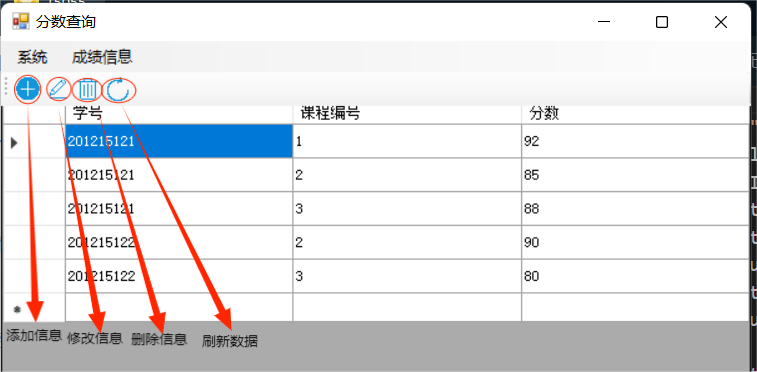 分数查询
系统 成绩信息
学号 课程编号 分数
201215121 1 92
201215121 2 85
201215121 3 88
201215122 2 90
201215122 3 80
添加信息 修改信息 删除信息 刷新数据